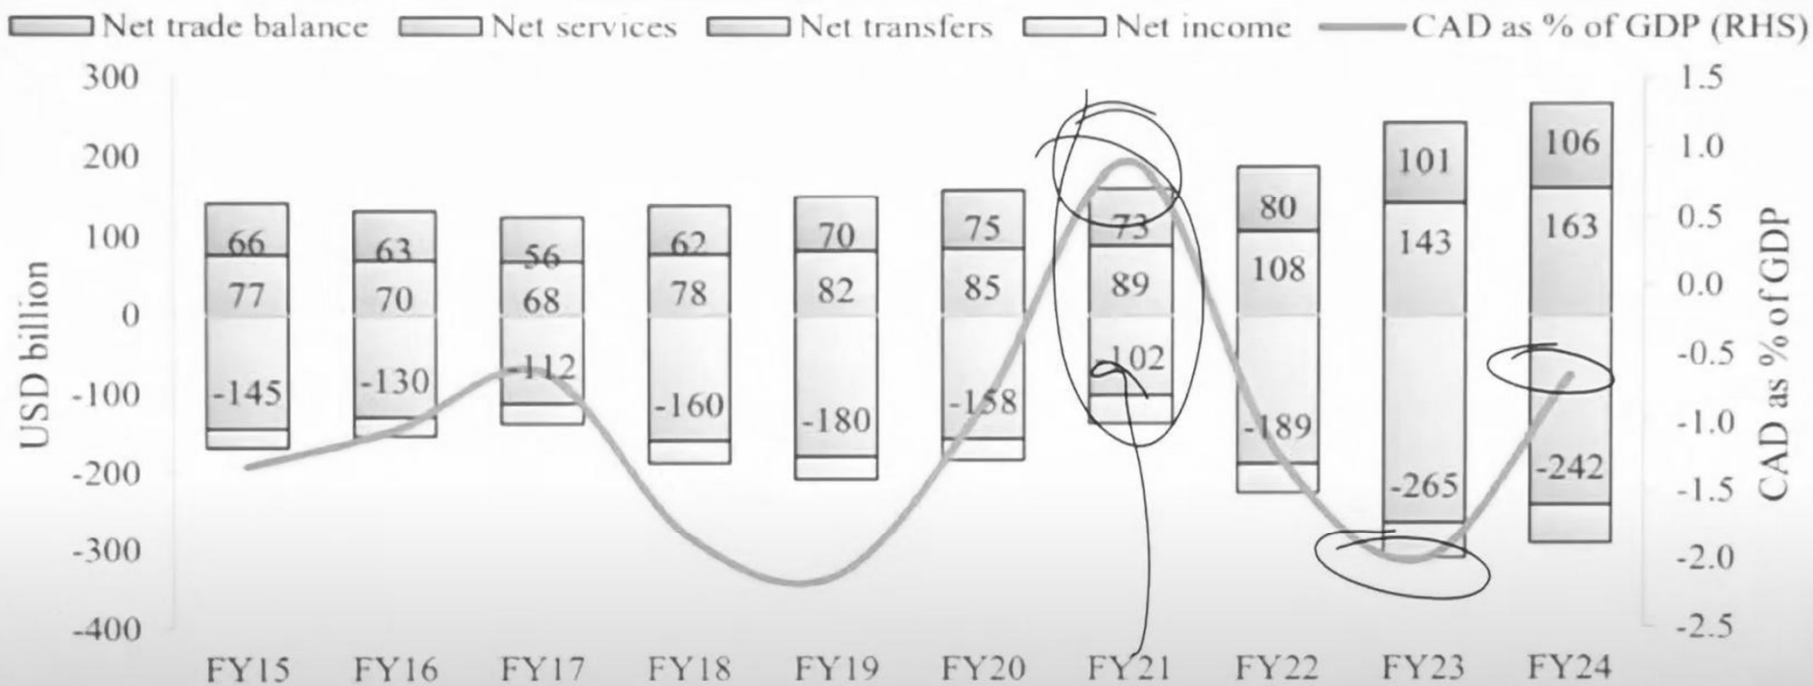 Net trade balance Net services Net transfers Net income CAD as % of GDP (RHS)
300 1.5
200 1.0
100 0.5
0 0.0
-100 -0.5
-200 -1.0
-300 -1.5
-400 -2.0
-2.5
USD billion
CAD as % of GDP
66 63 56 62 70 75 73 80 101 106
77 70 68 78 82 85 89 108 143 163
-145 -130 -112 -160 -180 -158 -102 -189 -265 -242
FY15 FY16 FY17 FY18 FY19 FY20 FY21 FY22 FY23 FY24